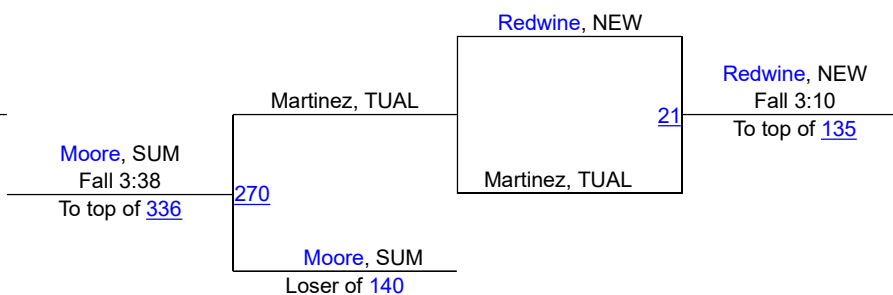 Redwine, NEW
Redwine, NEW
Fall 3:10
21
To top of 135
Martinez, TUAL
Martinez, TUAL
Moore, SUM
Fall 3:38
To top of 336
270
Moore, SUM
Loser of 140